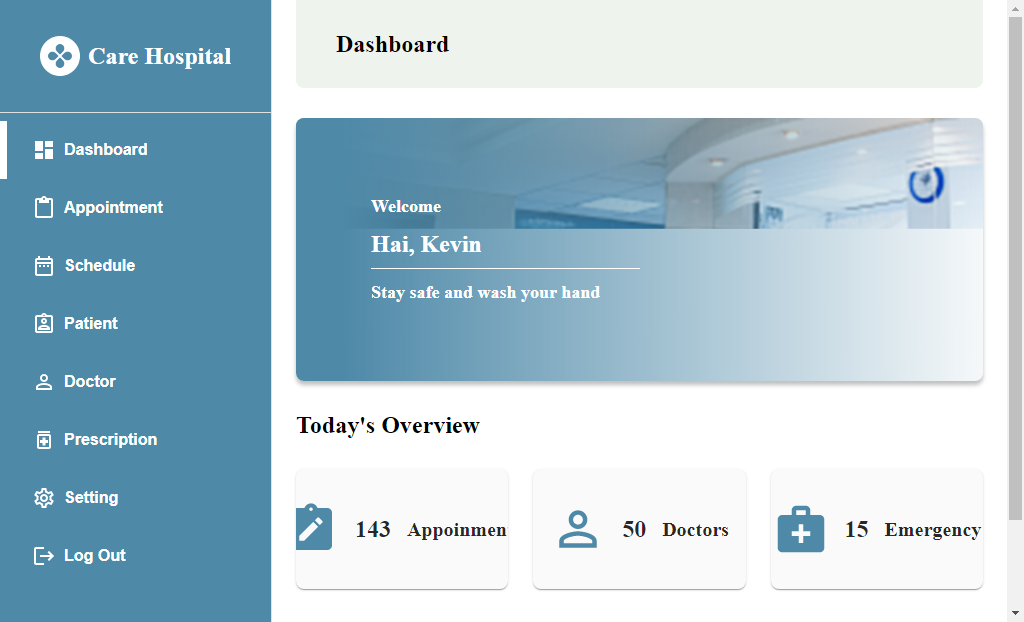 Care Hospital
Dashboard
Appointment
Schedule
Patient
Doctor
Prescription
Setting
Log Out
Dashboard
Welcome
Hai, Kevin
Stay safe and wash your hand
Today's Overview
143 Appoinmen
50 Doctors
15 Emergency